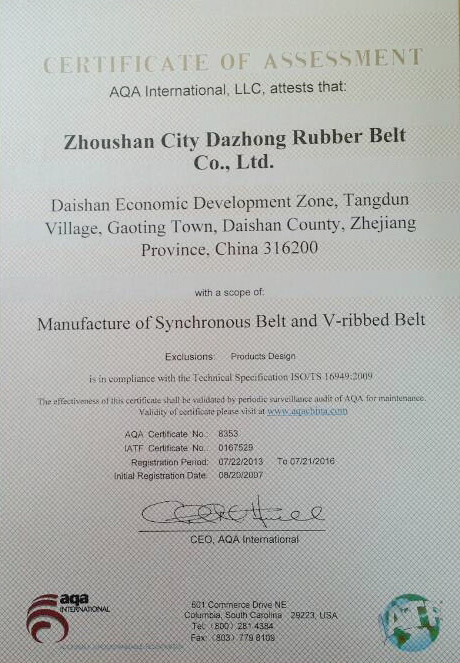 CERTIFICATE OF ASSESSMENT
AQA International, LLC, attests that:
Zhoushan City Dazhong Rubber Belt
Co., Ltd.
Daishan Economic Development Zone, Tangdun
Village, Gaoting Town, Daishan County, Zhejiang
Province, China 316200
with a scope of:
Manufacture of Synchronous Belt and V-ribbed Belt
Exclusions: Products Design
is in compliance with the Technical Specification ISO/TS 16949:2009
The effectiveness of this certificate shall be validated by periodic surveillance audit of AQA for maintenance.
Validity of certificate please visit at www.aqachina.com
AQA Certificate No.: 8353
IATF Certificate No.: 0167529
Registration Period: 07/22/2013 To 07/21/2016
Initial Registration Date: 08/20/2007
CEO, AQA International
aqa
INTERNATIONAL
501 Commerce Drive NE
Columbia, South Carolina 29223, USA
Tel: (800) 281 4384
Fax: (803) 779 8109
IATF